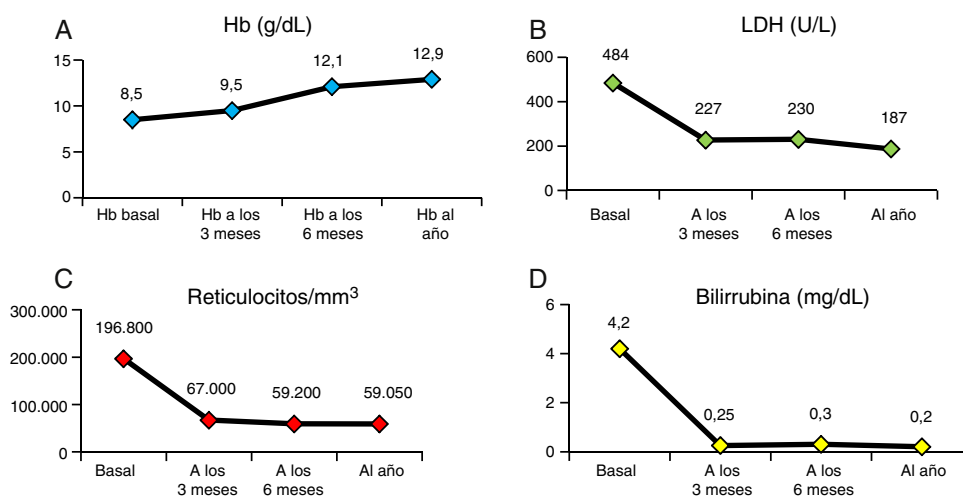 A
Hb (g/dL)
15
10
5
0
8,5
9,5
12,1
12,9
Hb basal
Hb a los
3 meses
Hb a los
6 meses
Hb al
año
B
LDH (U/L)
600
400
200
0
484
227
230
187
Basal
A los
3 meses
A los
6 meses
Al año
C
Reticulocitos/mm³
300.000
200.000
100.000
0
196.800
67.000
59.200
59.050
Basal
A los
3 meses
A los
6 meses
Al año
D
Bilirrubina (mg/dL)
6
4
2
0
4,2
0,25
0,3
0,2
Basal
A los
3 meses
A los
6 meses
Al año